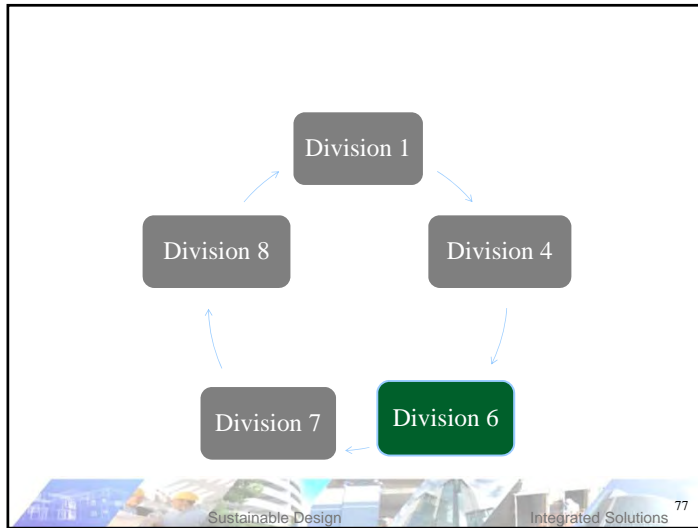 Division 1
Division 8
Division 4
Division 7
Division 6
Sustainable Design
Integrated Solutions
77